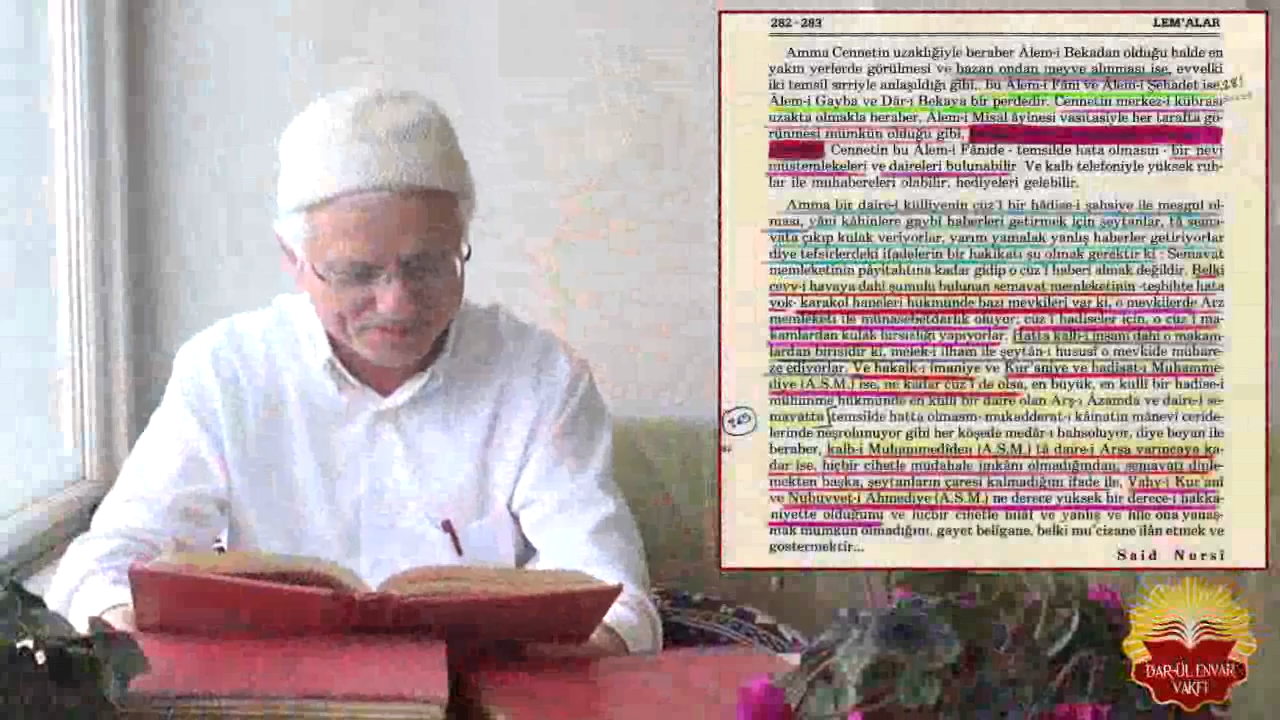 282 - 283 LEM'ALAR
Amma Cennetin uzaklığiyle beraber Âlem-i Bekadan olduğu halde en
yakın yerlerde görülmesi ve bazan ondan meyve alınması ise, evvelki
iki temsil sırriyle anlaşıldığı gibi, bu Âlem-i Fâni ve Âlem-i Şehadet ise,
Âlem-i Gayba ve Dâr-ı Bekaya bir perdedir. Cennetin merkez-i kübrası
uzakta olmakla beraber, Âlem-i Misal âyinesi vasıtasiyle her tarafta gö-
rünmesi mümkün olduğu gibi,
Cennetin bu Âlem-i Fânide - temsilde hata olmasın - bir nevi
müstemlekeleri ve daireleri bulunabilir. Ve kalb telefoniyle yüksek ruh-
lar ile muhabereleri olabilir, hediyeleri gelebilir.
Amma bir daire-i külliyenin cüz'î bir hâdise-i şahsiye ile meşgul ol-
ması, yâni kâhinlere gaybî haberleri getirmek için şeytanlar, tâ sema-
vata çıkıp kulak veriyorlar, yarım yamalak yanlış haberler getiriyorlar
diye tefsirlerdeki ifadelerin bir hakikatı şu olmak gerektir ki : Semavat
memleketinin pâyitahtına kadar gidip o cüz'î haberi almak değildir. Belki
cevv-i havaya dahi şümulü bulunan semavat memleketinin -teşbihte hata
yok- karakol haneleri hükmünde bazı mevkileri var ki, o mevkilerde Arz
memleketi ile münasebetdarlık oluyor; cüz'î hâdiseler için, o cüz'î ma-
kamlardan kulak hırsızlığı yapıyorlar. Hattâ kalb-i insanî dahi o makam-
lardan birisidir ki, melek-i ilham ile şeytân-ı hususî o mevkide mübare-
ze ediyorlar. Ve hakaik-ı imaniye ve Kur'aniye ve hâdisat-ı Muhamme-
diye (A.S.M.) ise, ne kadar cüz'î de olsa, en büyük, en küllî bir hâdise-i
mühimme hükmünde en küllî bir daire olan Arş-ı Âzamda ve daire-i se-
mavatta temsilde hatta olmasın- mukadderat-ı kâinatın mânevî ceride-
lerinde neşrolunuyor gibi her köşede medâr-ı bahsoluyor, diye beyan ile
beraber, kalb-i Muhammedîden (A.S.M.) tâ daire-i Arşa varıncaya ka-
dar ise, hiçbir cihetle müdahale imkânı olmadığından, semavatı dinle-
mekten başka, şeytanların çaresi kalmadığını ifade ile, Vahy-i Kur'anî
ve Nübüvvet-i Ahmediye (A.S.M.) ne derece yüksek bir derece-i hakka-
niyette olduğunu ve hiçbir cihetle hilaf ve yanlış ve hile ona yanaş-
mak mümkün olmadığını, gayet belîgane, belki mu'cizane ilân etmek ve
göstermektir...
Said Nursî
DAR-ÜL ENVAR
VAKFI